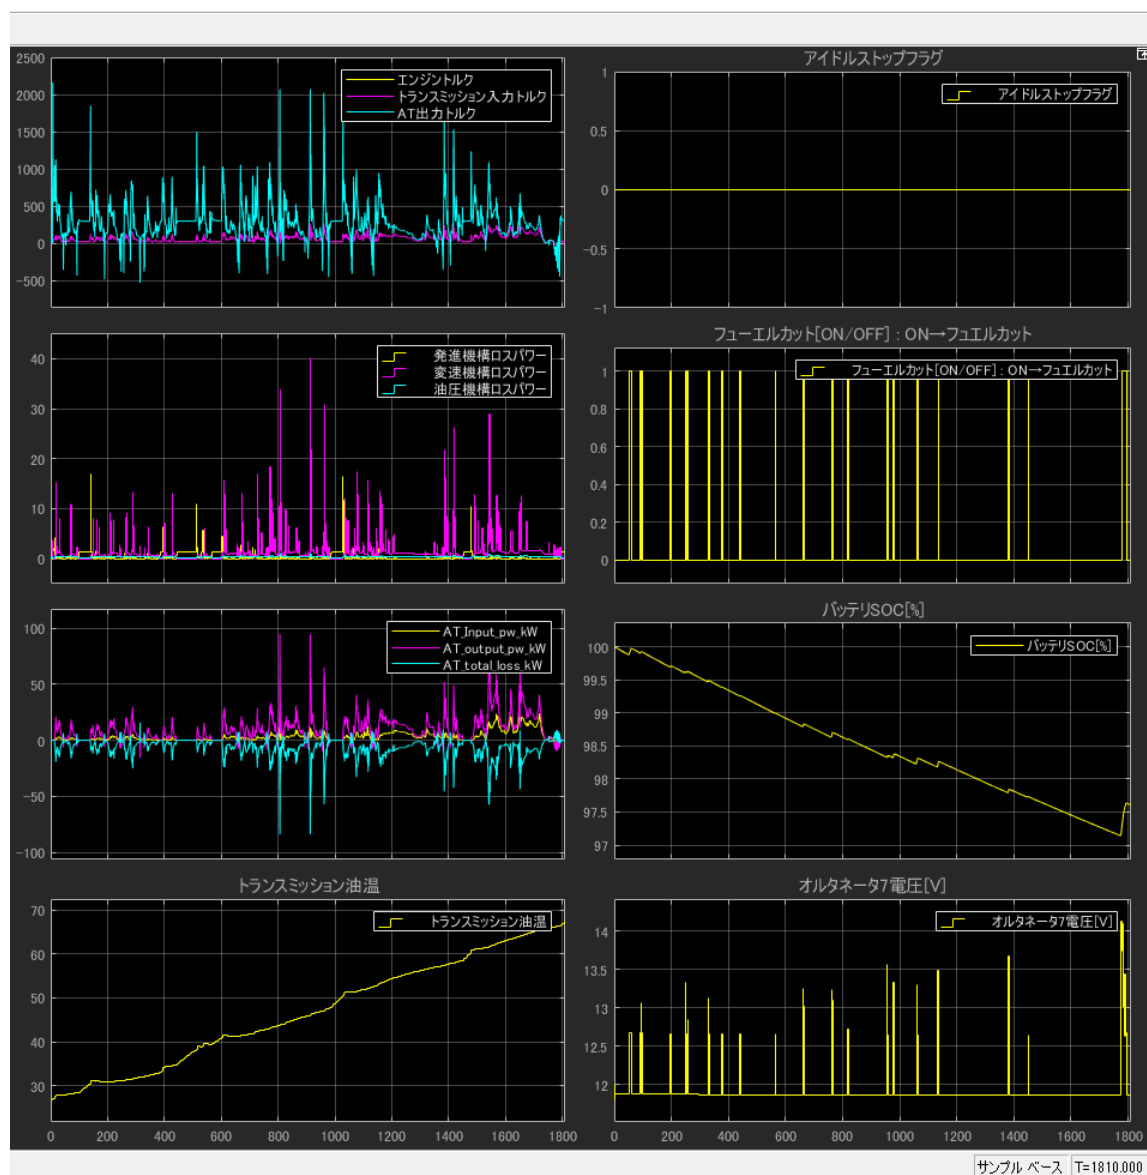 2500
2000
1500
1000
500
0
-500
エンジントルク
トランスミッション入力トルク
AT出力トルク
アイドルストップフラグ
1
0.5
0
-0.5
-1
アイドルストップフラグ
40
30
20
10
0
発進機構ロスパワー
変速機構ロスパワー
油圧機構ロスパワー
フューエルカット[ON/OFF] : ON→フュエルカット
1
0.8
0.6
0.4
0.2
0
フューエルカット[ON/OFF] : ON→フュエルカット
100
50
0
-50
-100
AT_Input_pw_kW
AT_output_pw_kW
AT_total_loss_kW
バッテリSOC[%]
100
99.5
99
98.5
98
97.5
97
バッテリSOC[%]
トランスミッション油温
70
60
50
40
30
トランスミッション油温
0 200 400 600 800 1000 1200 1400 1600 1800
オルタネータ7電圧[V]
14
13.5
13
12.5
12
オルタネータ7電圧[V]
0 200 400 600 800 1000 1200 1400 1600 1800
サンプル ベース T=1810.000